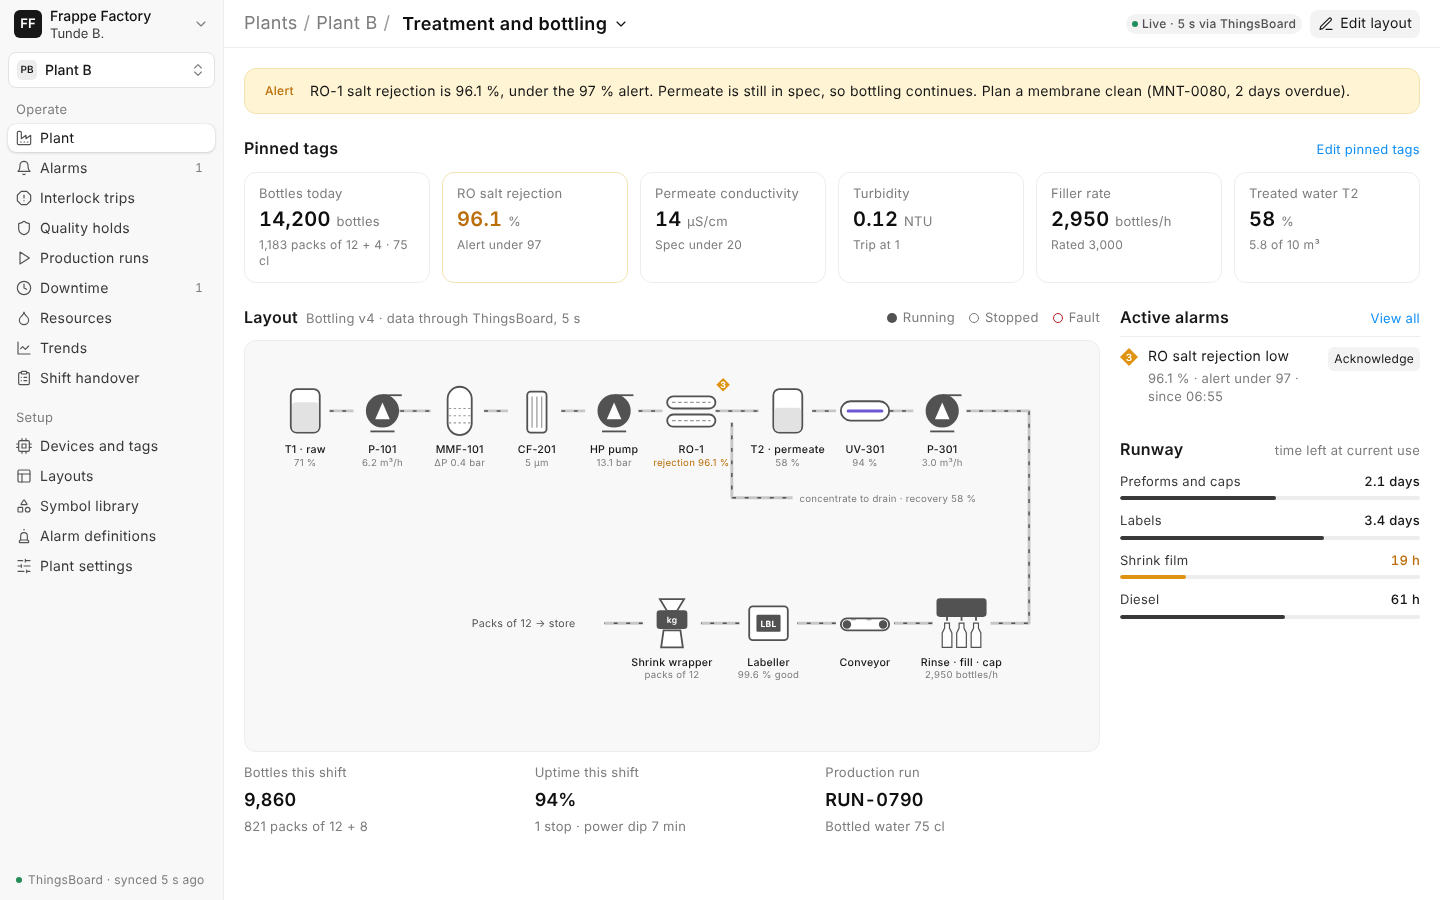 FF
Frappe Factory
Tunde B.
PB
Plant B
Operate
Plant
Alarms 1
Interlock trips
Quality holds
Production runs
Downtime 1
Resources
Trends
Shift handover
Setup
Devices and tags
Layouts
Symbol library
Alarm definitions
Plant settings
ThingsBoard · synced 5 s ago
Plants / Plant B / Treatment and bottling
Live · 5 s via ThingsBoard
Edit layout
Alert RO-1 salt rejection is 96.1 %, under the 97 % alert. Permeate is still in spec, so bottling continues. Plan a membrane clean (MNT-0080, 2 days overdue).
Pinned tags
Edit pinned tags
Bottles today
14,200 bottles
1,183 packs of 12 + 4 · 75
cl
RO salt rejection
96.1 %
Alert under 97
Permeate conductivity
14 µS/cm
Spec under 20
Turbidity
0.12 NTU
Trip at 1
Filler rate
2,950 bottles/h
Rated 3,000
Treated water T2
58 %
5.8 of 10 m³
Layout Bottling v4 · data through ThingsBoard, 5 s
Running Stopped Fault
3
T1 · raw
71 %
P-101
6.2 m³/h
MMF-101
ΔP 0.4 bar
CF-201
5 µm
HP pump
13.1 bar
RO-1
rejection 96.1 %
T2 · permeate
58 %
UV-301
94 %
P-301
3.0 m³/h
concentrate to drain · recovery 58 %
Packs of 12 → store
kg
Shrink wrapper
packs of 12
LBL
Labeller
99.6 % good
Conveyor
Rinse · fill · cap
2,950 bottles/h
Bottles this shift
9,860
821 packs of 12 + 8
Uptime this shift
94%
1 stop · power dip 7 min
Production run
RUN-0790
Bottled water 75 cl
Active alarms
View all
3
RO salt rejection low
96.1 % · alert under 97 ·
since 06:55
Acknowledge
Runway
time left at current use
Preforms and caps 2.1 days
Labels 3.4 days
Shrink film 19 h
Diesel 61 h